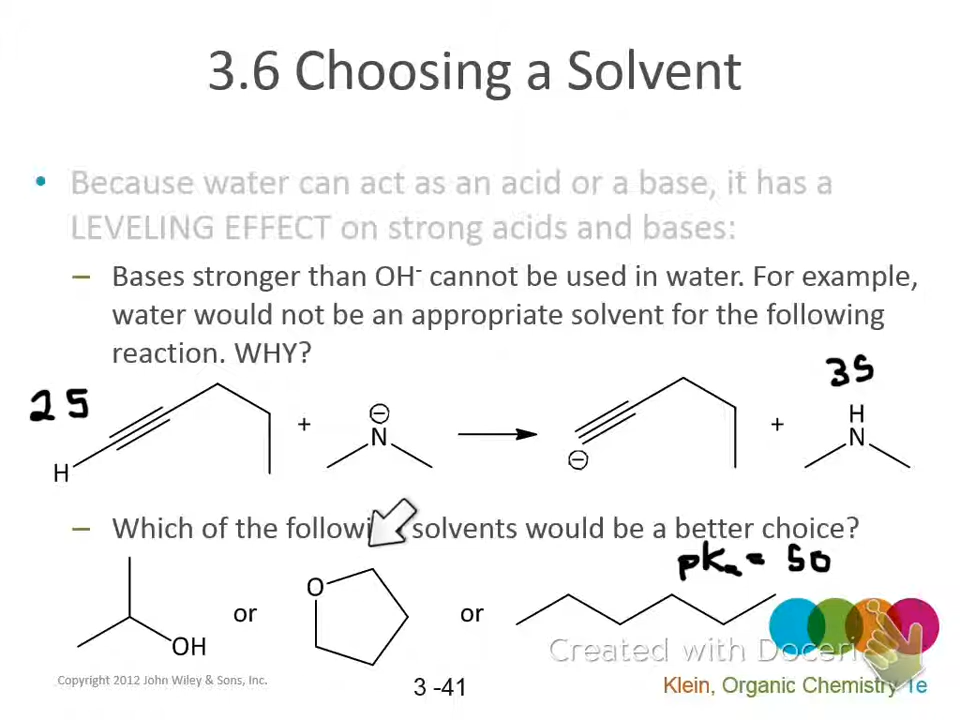 3.6 Choosing a Solvent
• Because water can act as an acid or a base, it has a
LEVELING EFFECT on strong acids and bases:
– Bases stronger than OH⁻ cannot be used in water. For example,
water would not be an appropriate solvent for the following
reaction. WHY?
25
35
H
+
⊖
N
⊖
+
H
N
– Which of the followi solvents would be a better choice?
pKa = 50
OH
or
O
or
Created with Doceri
Copyright 2012 John Wiley & Sons, Inc.
3 -41
Klein, Organic Chemistry 1e